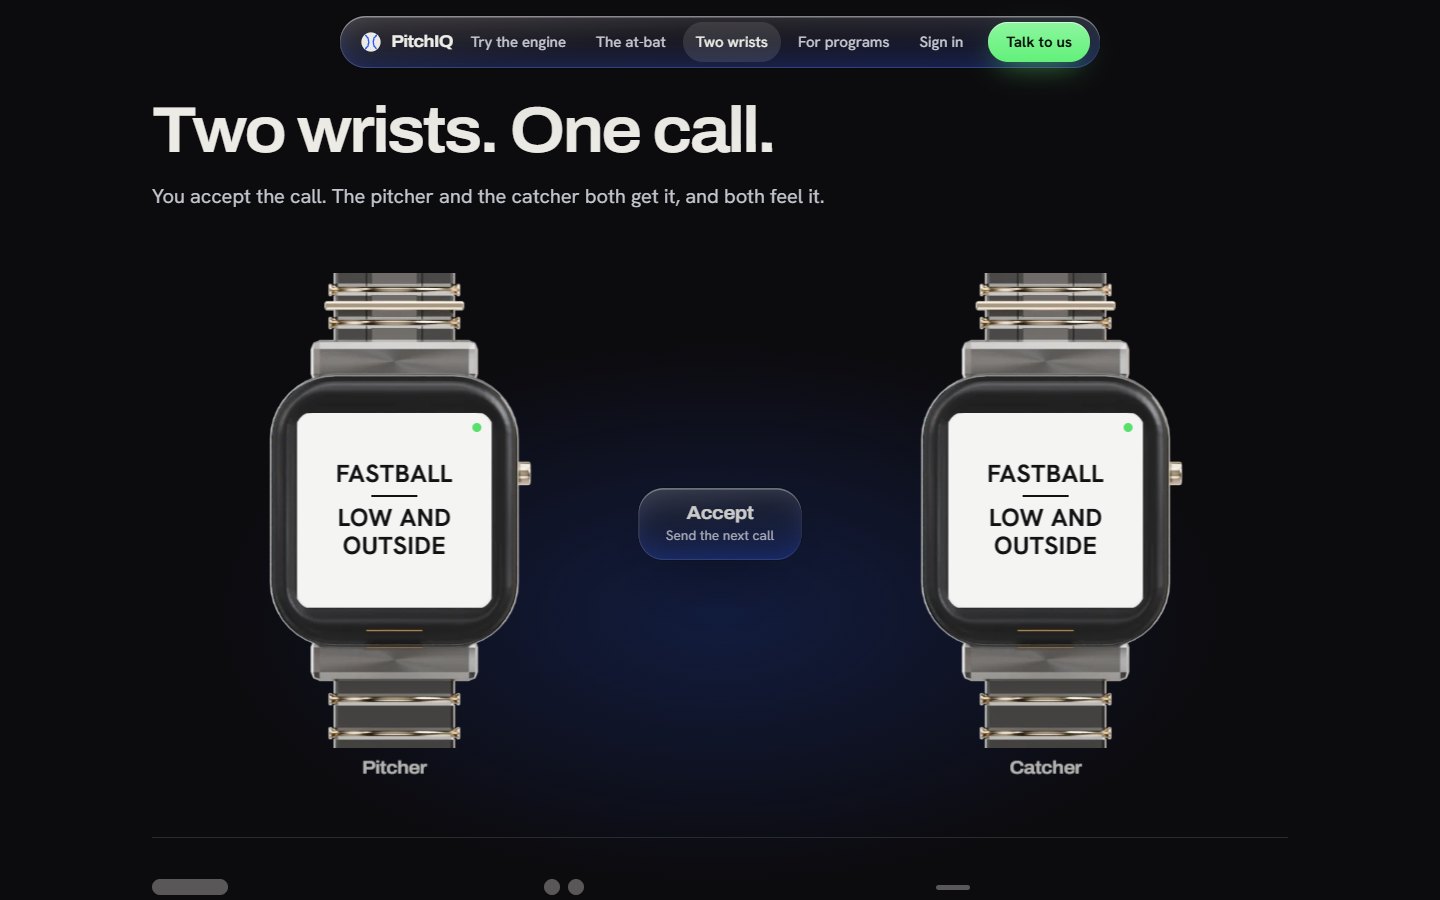 PitchIQ Try the engine The at-bat Two wrists For programs Sign in Talk to us
Two wrists. One call.
You accept the call. The pitcher and the catcher both get it, and both feel it.
FASTBALL
LOW AND
OUTSIDE
Pitcher
Accept
Send the next call
FASTBALL
LOW AND
OUTSIDE
Catcher